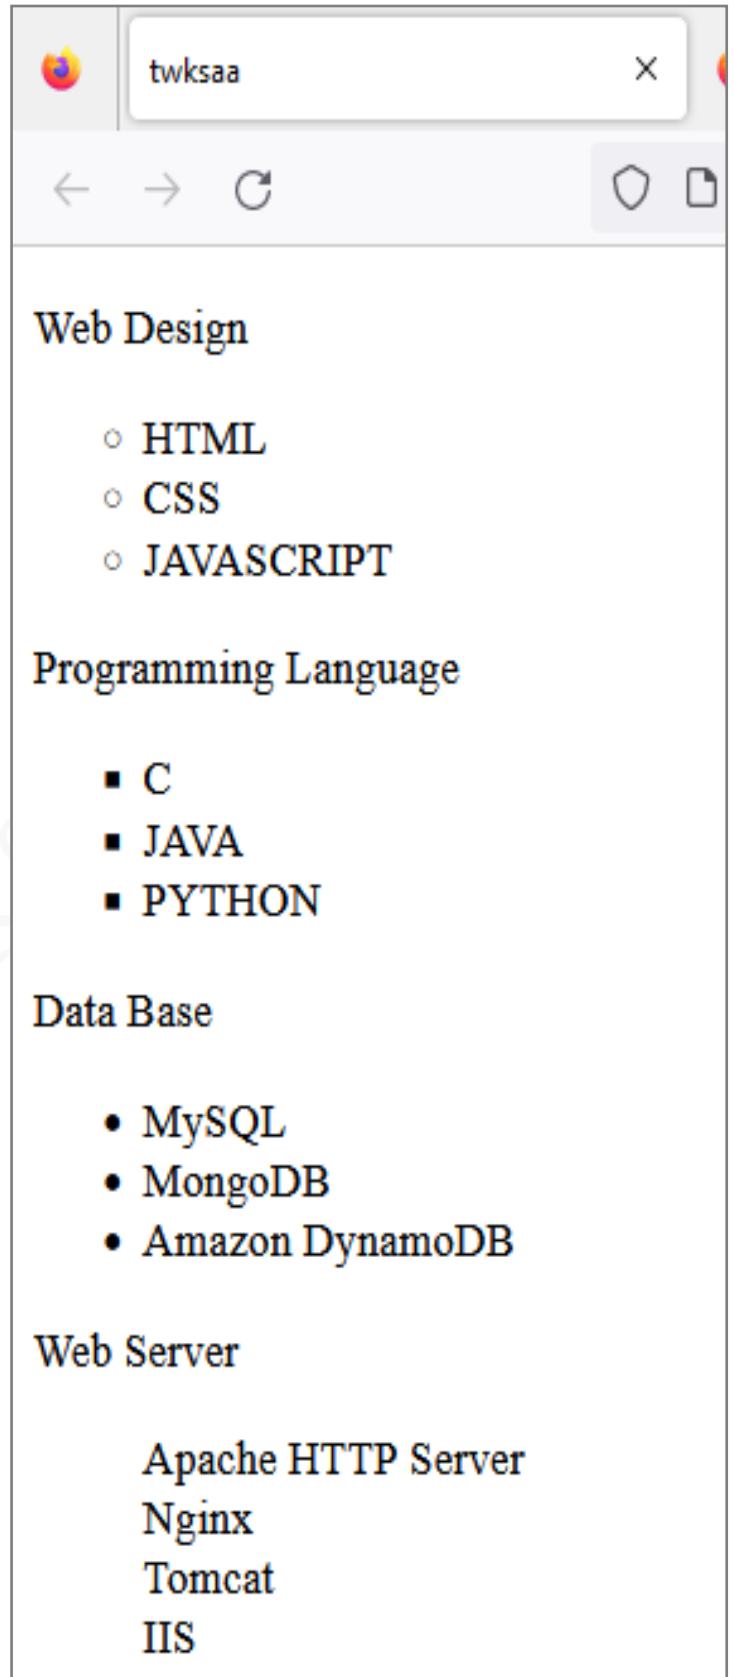 twksaa
Web Design
HTML
CSS
JAVASCRIPT
Programming Language
C
JAVA
PYTHON
Data Base
MySQL
MongoDB
Amazon DynamoDB
Web Server
Apache HTTP Server
Nginx
Tomcat
IIS